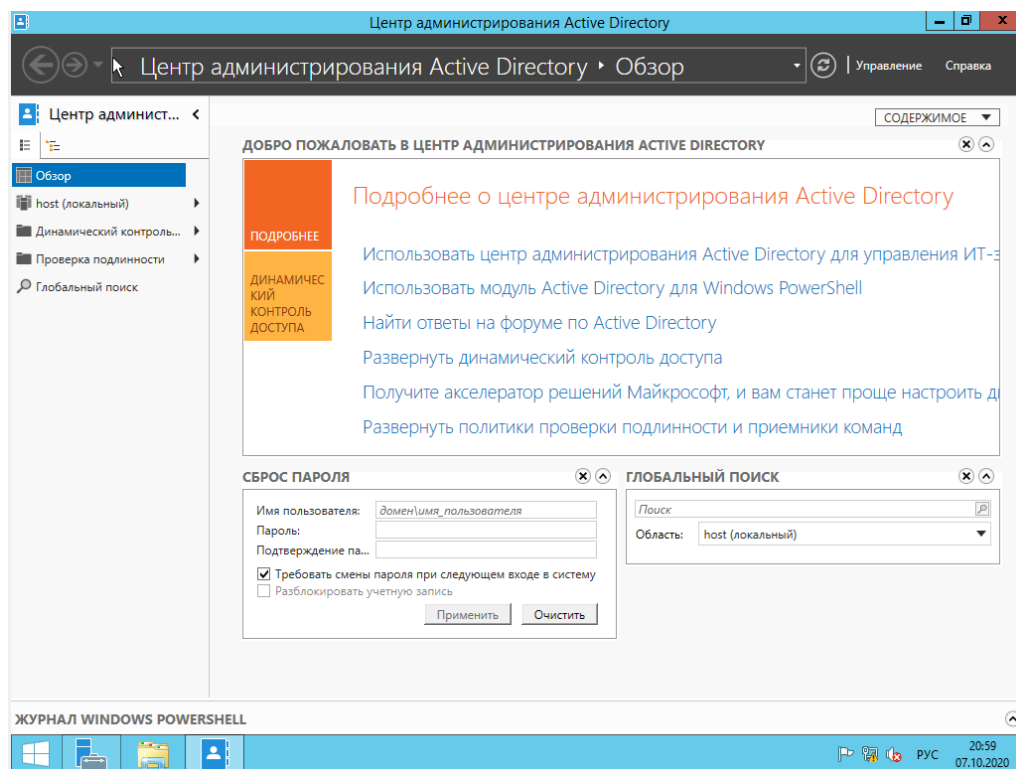 Центр администрирования Active Directory
Центр администрирования Active Directory • Обзор
Управление
Справка
Центр админист...
СОДЕРЖИМОЕ
Обзор
host (локальный)
Динамический контроль...
Проверка подлинности
Глобальный поиск
ДОБРО ПОЖАЛОВАТЬ В ЦЕНТР АДМИНИСТРИРОВАНИЯ ACTIVE DIRECTORY
ПОДРОБНЕЕ
ДИНАМИЧЕС
КИЙ
КОНТРОЛЬ
ДОСТУПА
Подробнее о центре администрирования Active Directory
Использовать центр администрирования Active Directory для управления ИТ-з
Использовать модуль Active Directory для Windows PowerShell
Найти ответы на форуме по Active Directory
Развернуть динамический контроль доступа
Получите акселератор решений Майкрософт, и вам станет проще настроить д
Развернуть политики проверки подлинности и приемники команд
СБРОС ПАРОЛЯ
Имя пользователя: домен\имя_пользователя
Пароль:
Подтверждение па...
Требовать смены пароля при следующем входе в систему
Разблокировать учетную запись
Применить
Очистить
ГЛОБАЛЬНЫЙ ПОИСК
Поиск
Область: host (локальный)
ЖУРНАЛ WINDOWS POWERSHELL
РУС
20:59
07.10.2020